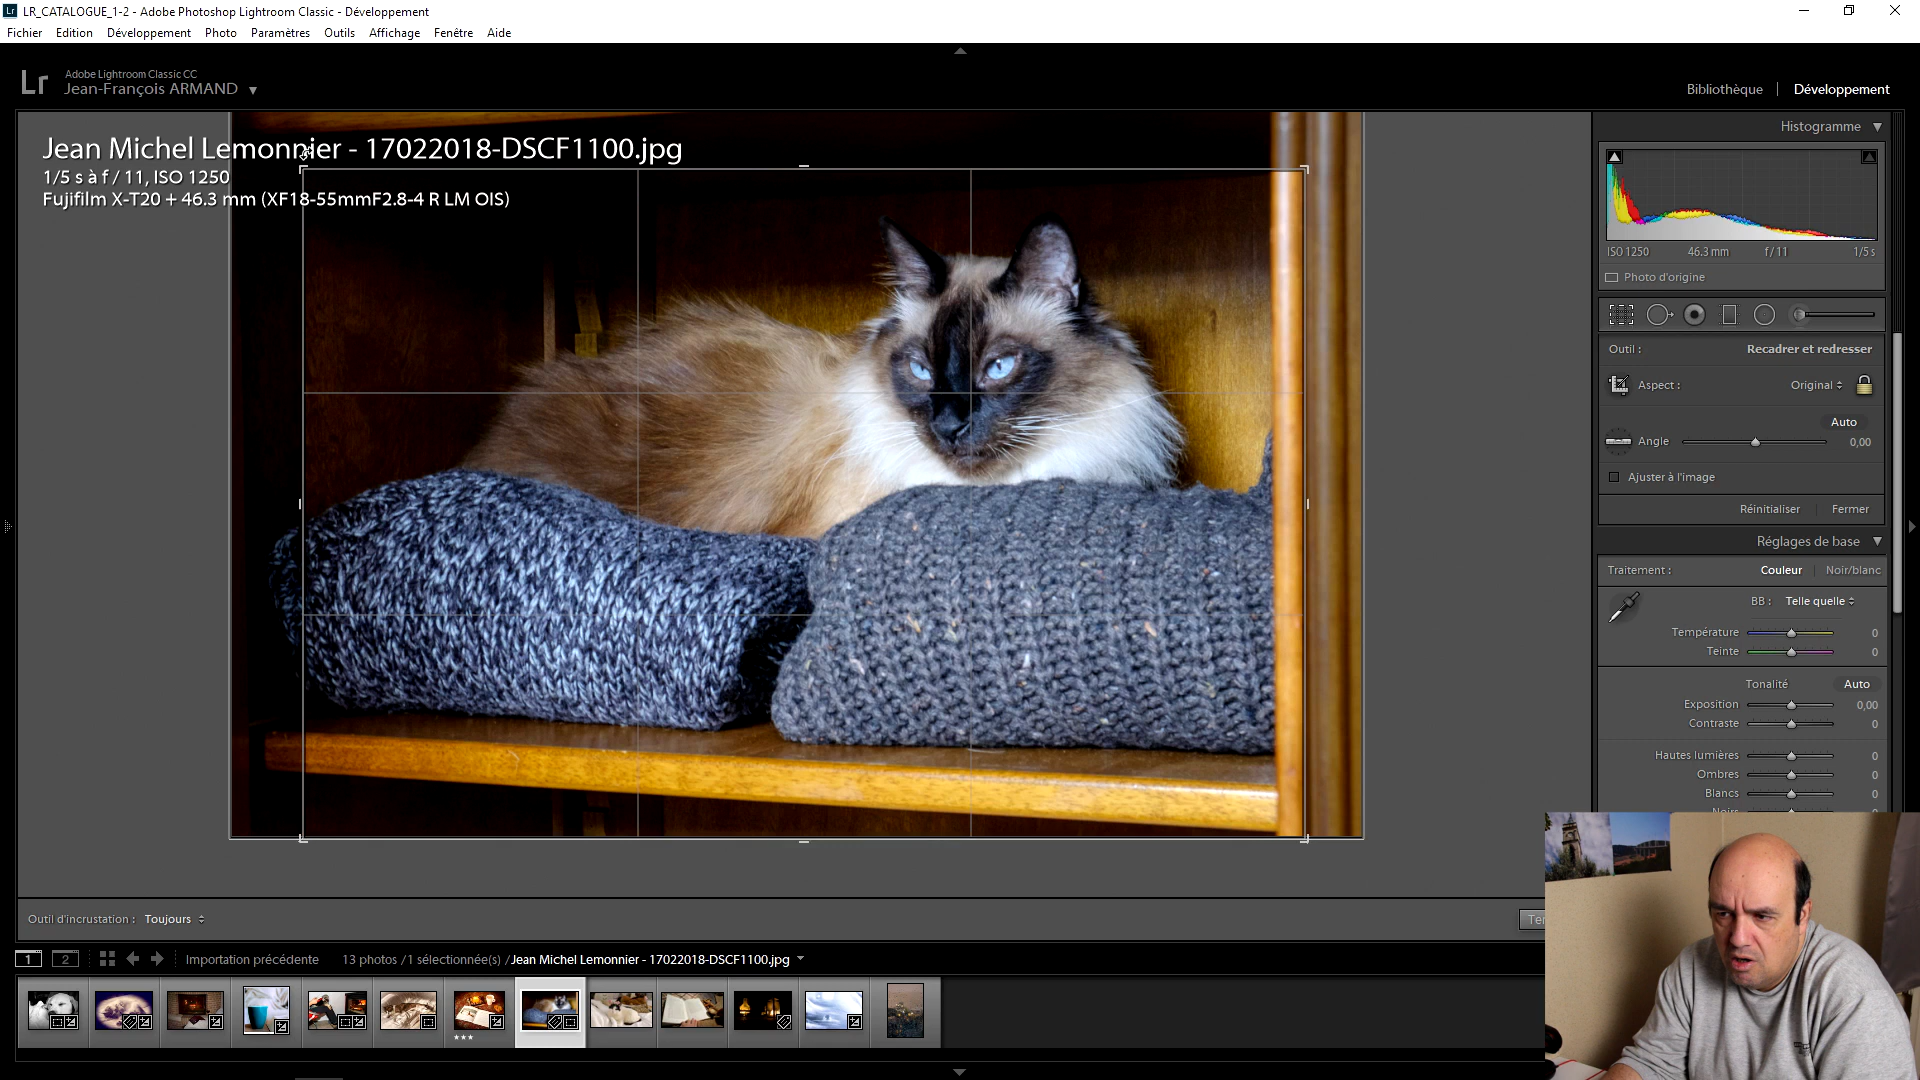 LR_CATALOGUE_1-2 - Adobe Photoshop Lightroom Classic - Développement
Fichier Edition Développement Photo Paramètres Outils Affichage Fenêtre Aide
Lr Adobe Lightroom Classic CC
Jean-François ARMAND
Bibliothèque | Développement
Jean Michel Lemonnier - 17022018-DSCF1100.jpg
1/5 s à f / 11, ISO 1250
Fujifilm X-T20 + 46.3 mm (XF18-55mmF2.8-4 R LM OIS)
Histogramme
ISO 1250 46.3 mm f / 11 1/5 s
Photo d'origine
Outil : Recadrer et redresser
Aspect : Original
Auto
Angle 0,00
Ajuster à l'image
Réinitialiser Fermer
Réglages de base
Traitement : Couleur Noir/blanc
BB : Telle quelle
Température 0
Teinte 0
Tonalité Auto
Exposition 0,00
Contraste 0
Hautes lumières 0
Ombres 0
Blancs 0
Outil d'incrustation : Toujours
1 2 Importation précédente 13 photos /1 sélectionnée(s) /Jean Michel Lemonnier - 17022018-DSCF1100.jpg